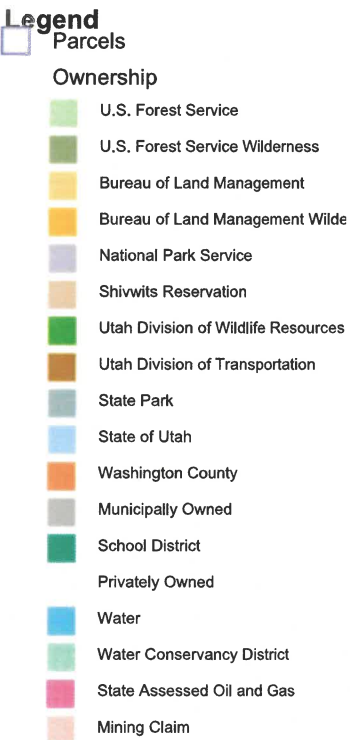 Legend
Parcels
Ownership
U.S. Forest Service
U.S. Forest Service Wilderness
Bureau of Land Management
Bureau of Land Management Wilde
National Park Service
Shivwits Reservation
Utah Division of Wildlife Resources
Utah Division of Transportation
State Park
State of Utah
Washington County
Municipally Owned
School District
Privately Owned
Water
Water Conservancy District
State Assessed Oil and Gas
Mining Claim